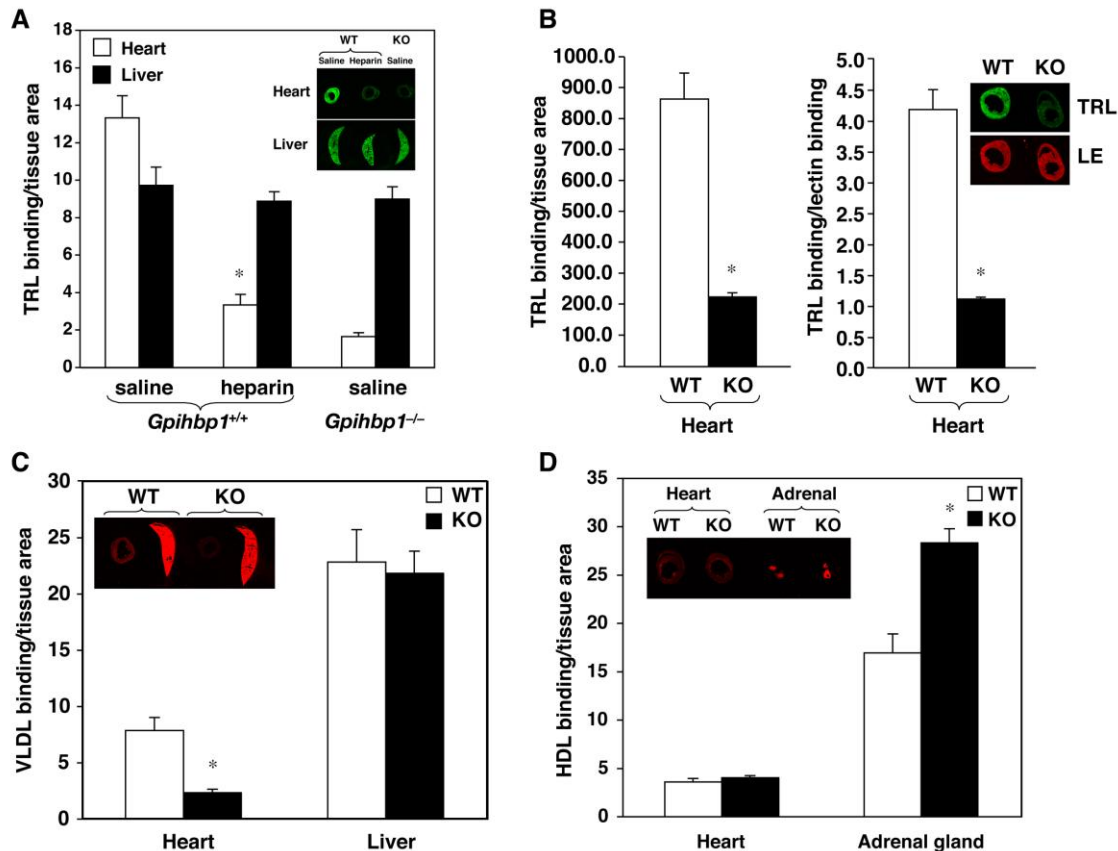 A
TRL binding/tissue area
18
16
14
12
10
8
6
4
2
0
Heart
Liver
WT KO
Saline Heparin Saline
Heart
Liver
*
saline heparin saline
Gpihbp1+/+ Gpihbp1–/–
B
TRL binding/tissue area
1000.0
900.0
800.0
700.0
600.0
500.0
400.0
300.0
200.0
100.0
0.0
*
WT KO
Heart
TRL binding/lectin binding
5.0
4.5
4.0
3.5
3.0
2.5
2.0
1.5
1.0
0.5
0.0
WT KO
TRL
LE
*
WT KO
Heart
C
VLDL binding/tissue area
30
25
20
15
10
5
0
WT KO
WT
KO
*
Heart Liver
D
HDL binding/tissue area
35
30
25
20
15
10
5
0
Heart Adrenal
WT KO WT KO
WT
KO
*
Heart Adrenal gland